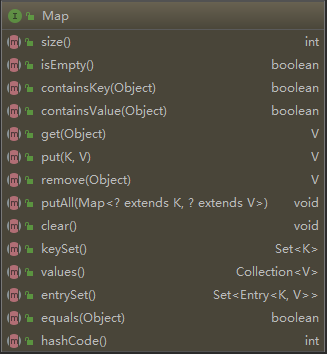 I Map
m size() int
m isEmpty() boolean
m containsKey(Object) boolean
m containsValue(Object) boolean
m get(Object) V
m put(K, V) V
m remove(Object) V
m putAll(Map<? extends K, ? extends V>) void
m clear() void
m keySet() Set<K>
m values() Collection<V>
m entrySet() Set<Entry<K, V>>
m equals(Object) boolean
m hashCode() int